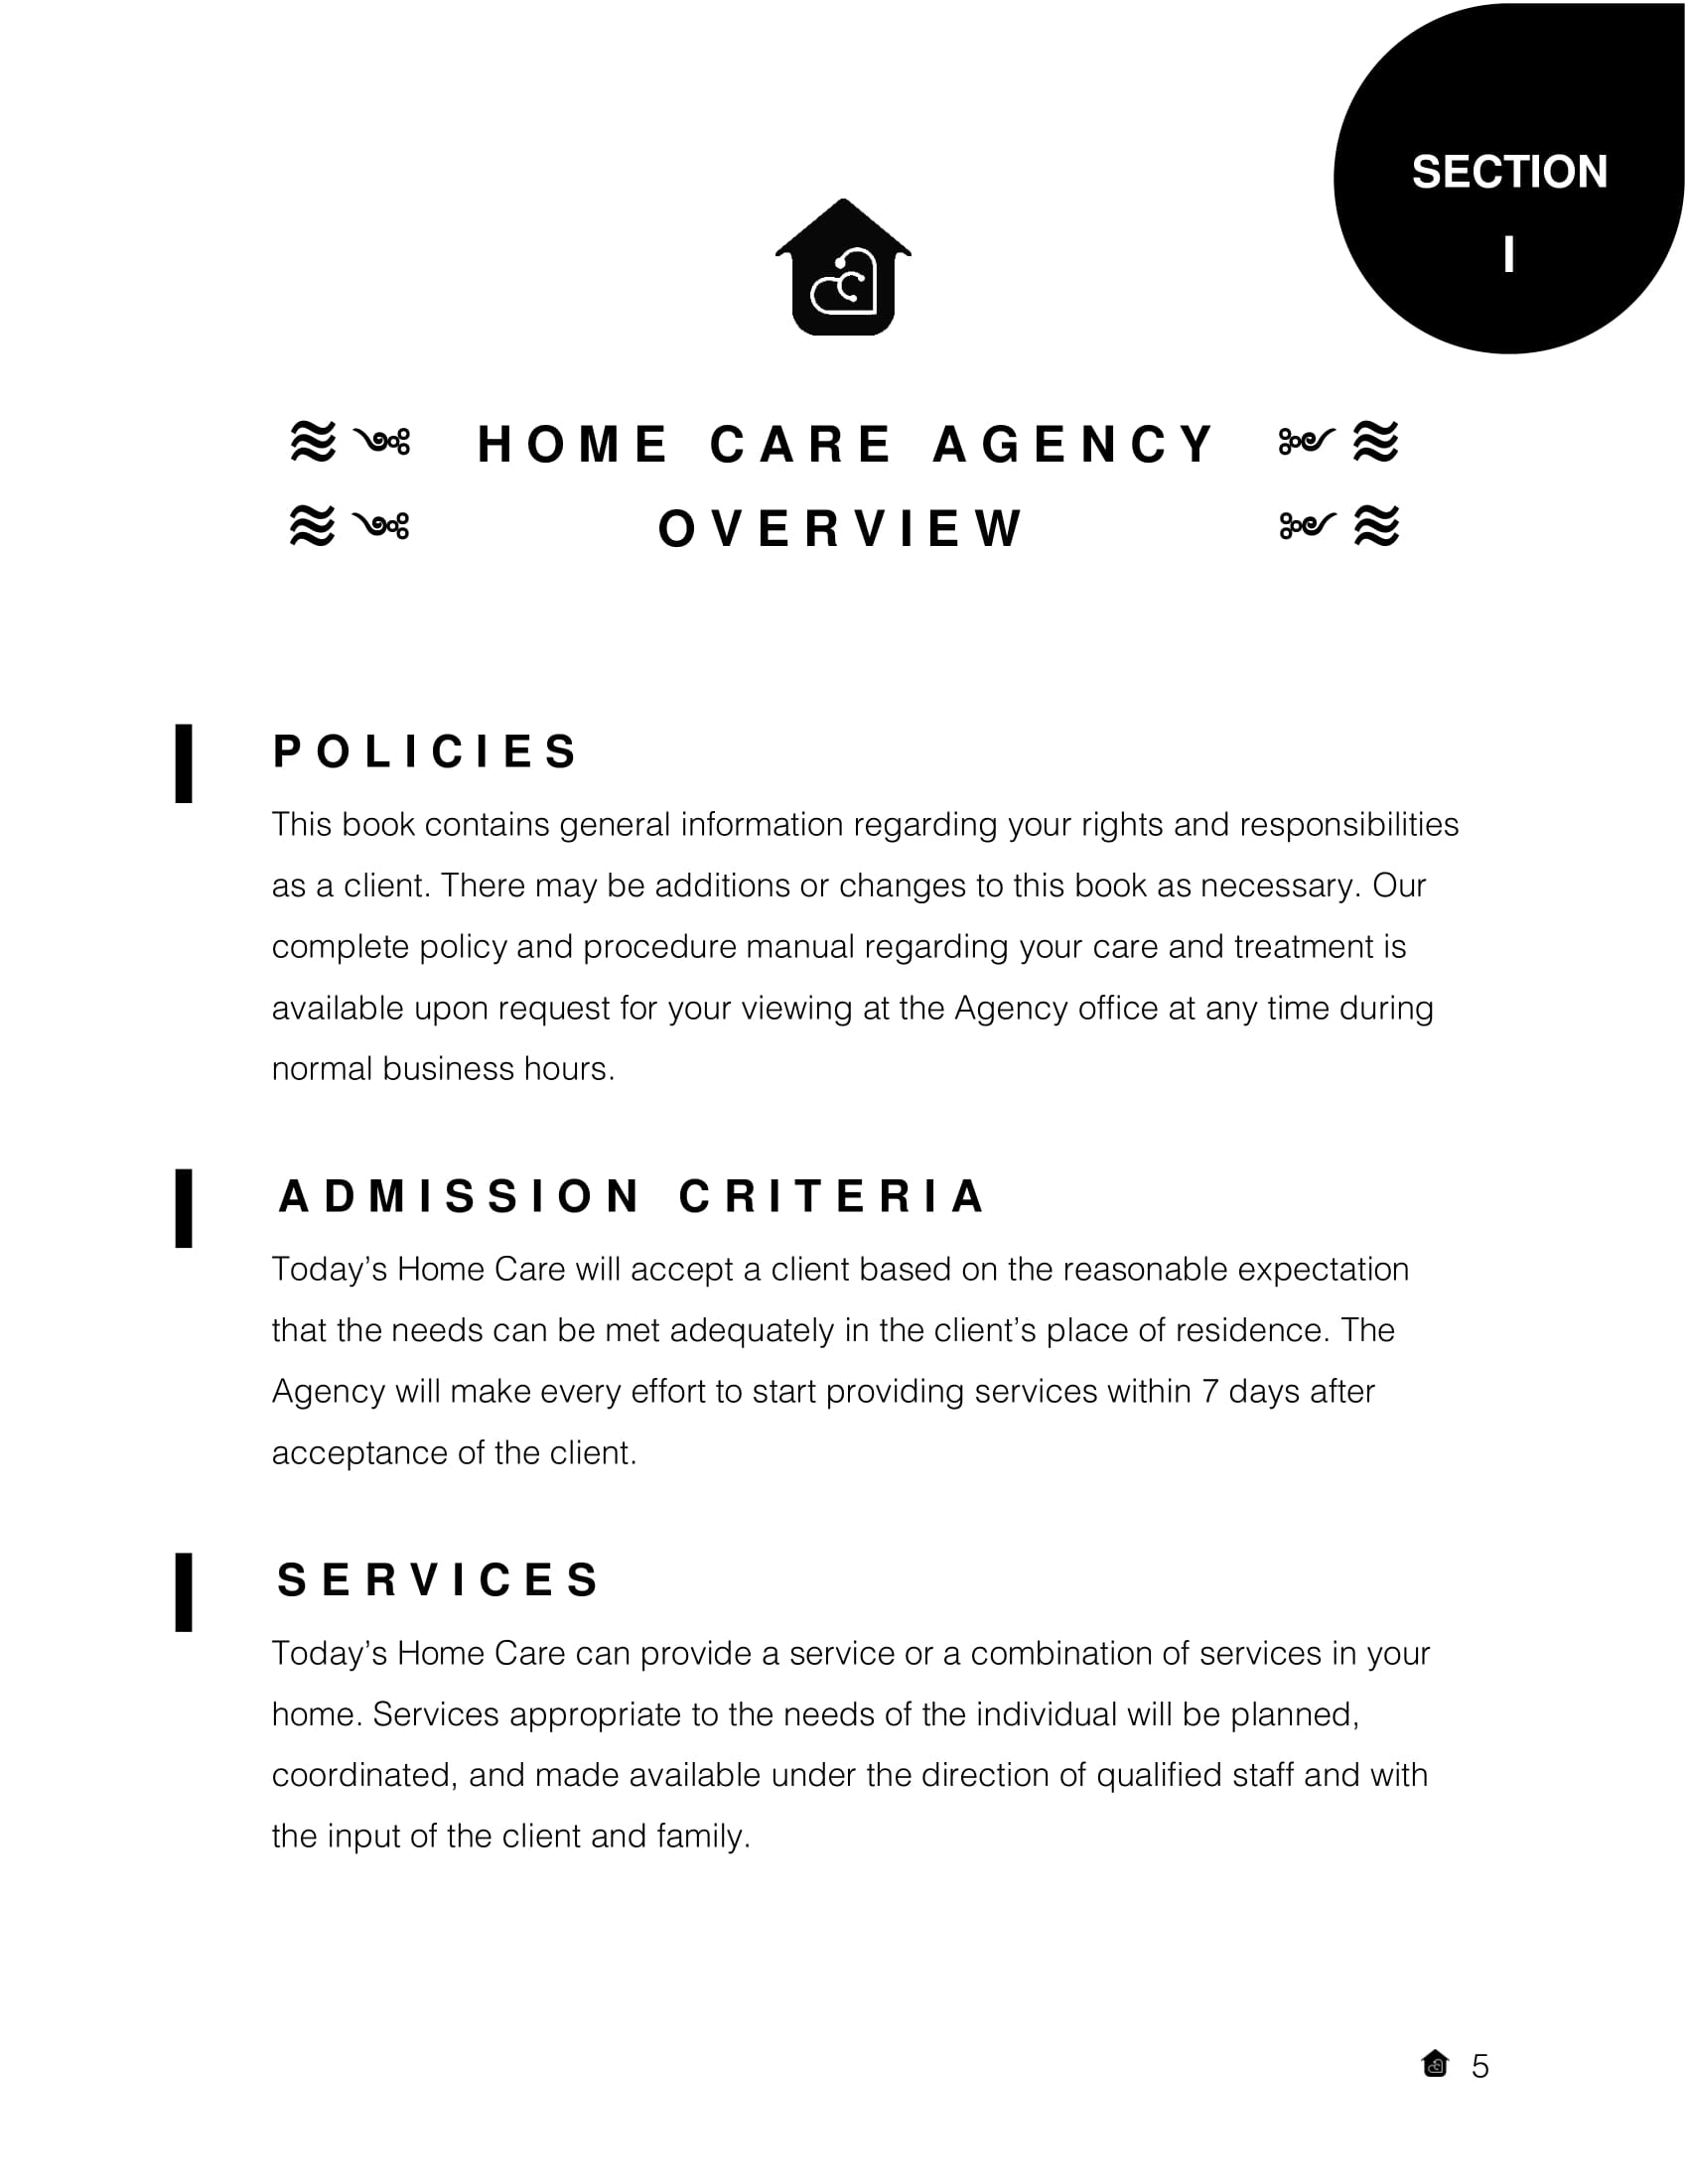 SECTION
I
HOME CARE AGENCY
OVERVIEW
POLICIES
This book contains general information regarding your rights and responsibilities
as a client. There may be additions or changes to this book as necessary. Our
complete policy and procedure manual regarding your care and treatment is
available upon request for your viewing at the Agency office at any time during
normal business hours.
ADMISSION CRITERIA
Today’s Home Care will accept a client based on the reasonable expectation
that the needs can be met adequately in the client’s place of residence. The
Agency will make every effort to start providing services within 7 days after
acceptance of the client.
SERVICES
Today’s Home Care can provide a service or a combination of services in your
home. Services appropriate to the needs of the individual will be planned,
coordinated, and made available under the direction of qualified staff and with
the input of the client and family.
5